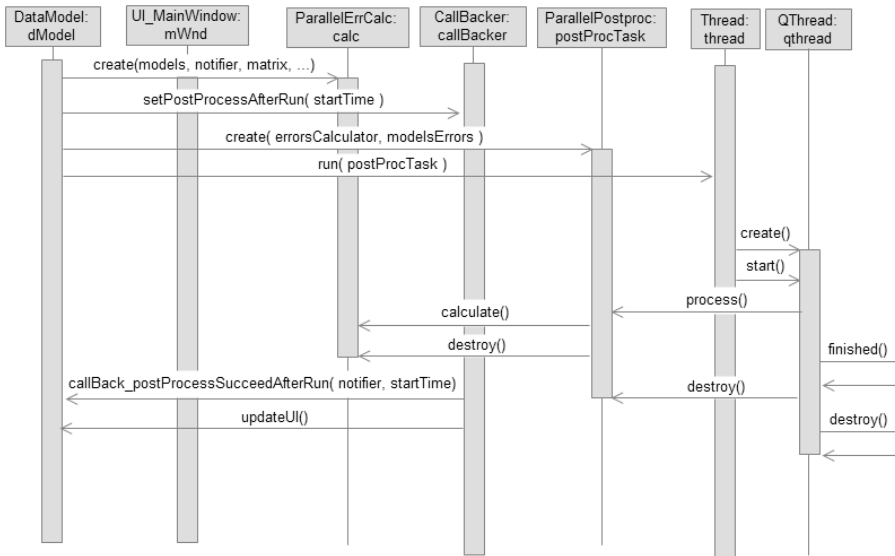 DataModel:
dModel
UI_MainWindow:
mWnd
ParallelErrCalc:
calc
CallBacker:
callBacker
ParallelPostproc:
postProcTask
Thread:
thread
QThread:
qthread
create(models, notifier, matrix, ...)
setPostProcessAfterRun( startTime )
create( errorsCalculator, modelsErrors )
run( postProcTask )
create()
start()
process()
calculate()
destroy()
finished()
callBack_postProcessSucceedAfterRun( notifier, startTime)
destroy()
updateUI()
destroy()